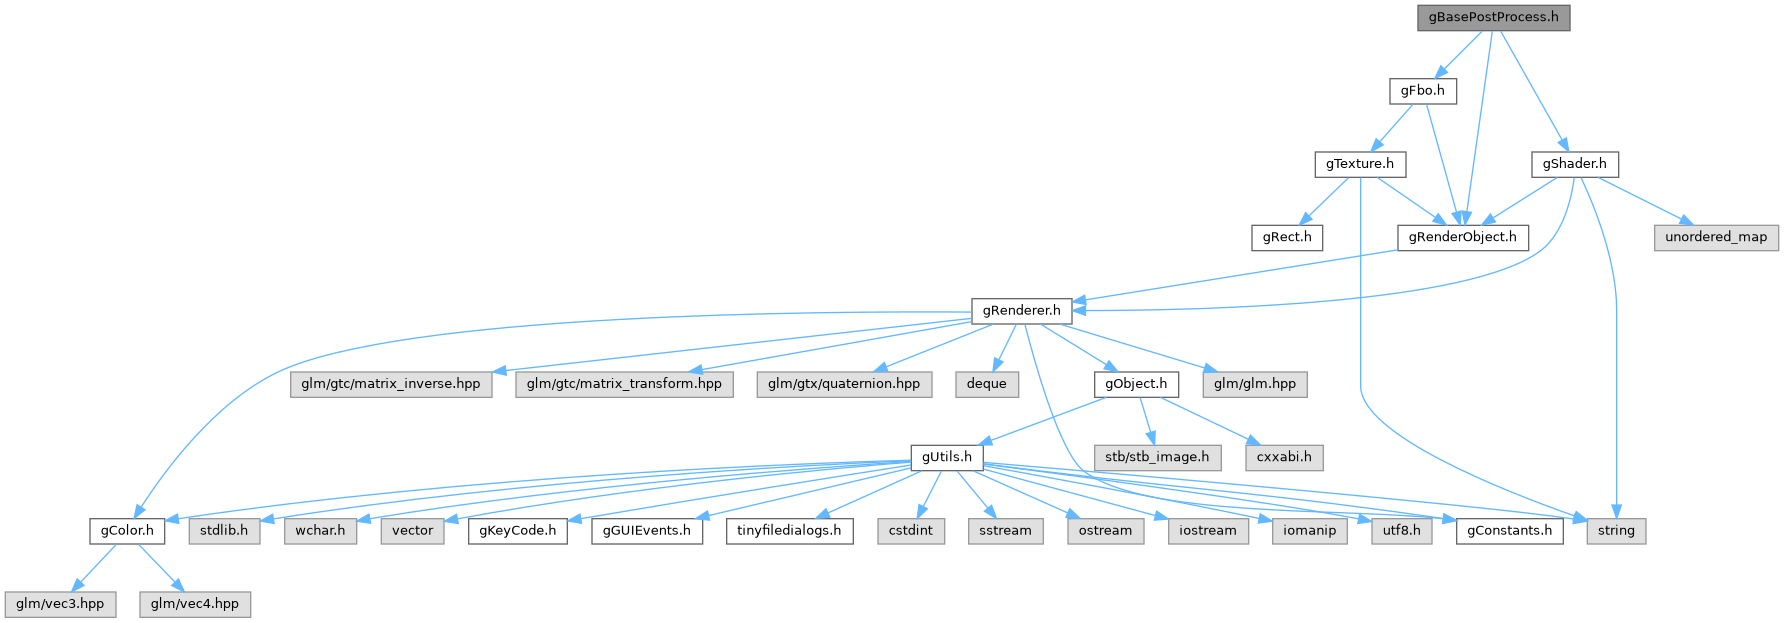 gBasePostProcess.h
gFbo.h
gTexture.h
gShader.h
gRect.h
gRenderObject.h
unordered_map
gRenderer.h
glm/gtc/matrix_inverse.hpp
glm/gtc/matrix_transform.hpp
glm/gtx/quaternion.hpp
deque
gObject.h
glm/glm.hpp
gUtils.h
stb/stb_image.h
cxxabi.h
gColor.h
stdlib.h
wchar.h
vector
gKeyCode.h
gGUIEvents.h
tinyfiledialogs.h
cstdint
sstream
ostream
iostream
iomanip
utf8.h
gConstants.h
string
glm/vec3.hpp
glm/vec4.hpp